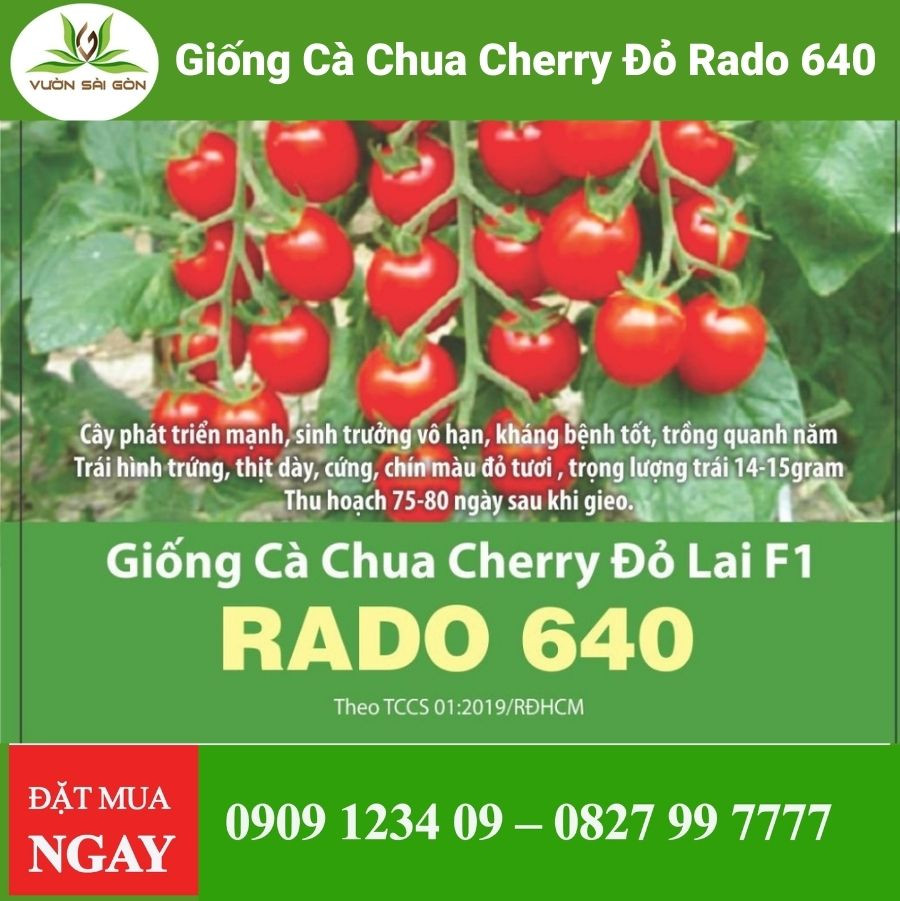 VƯỜN SÀI GÒN
Giống Cà Chua Cherry Đỏ Rado 640
Cây phát triển mạnh, sinh trưởng vô hạn, kháng bệnh tốt, trồng quanh năm
Trái hình trứng, thịt dày, cứng, chín màu đỏ tươi , trọng lượng trái 14-15gram
Thu hoạch 75-80 ngày sau khi gieo.
Giống Cà Chua Cherry Đỏ Lai F1
RADO 640
Theo TCCS 01:2019/RĐHCM
ĐẶT MUA
NGAY
0909 1234 09 – 0827 99 7777